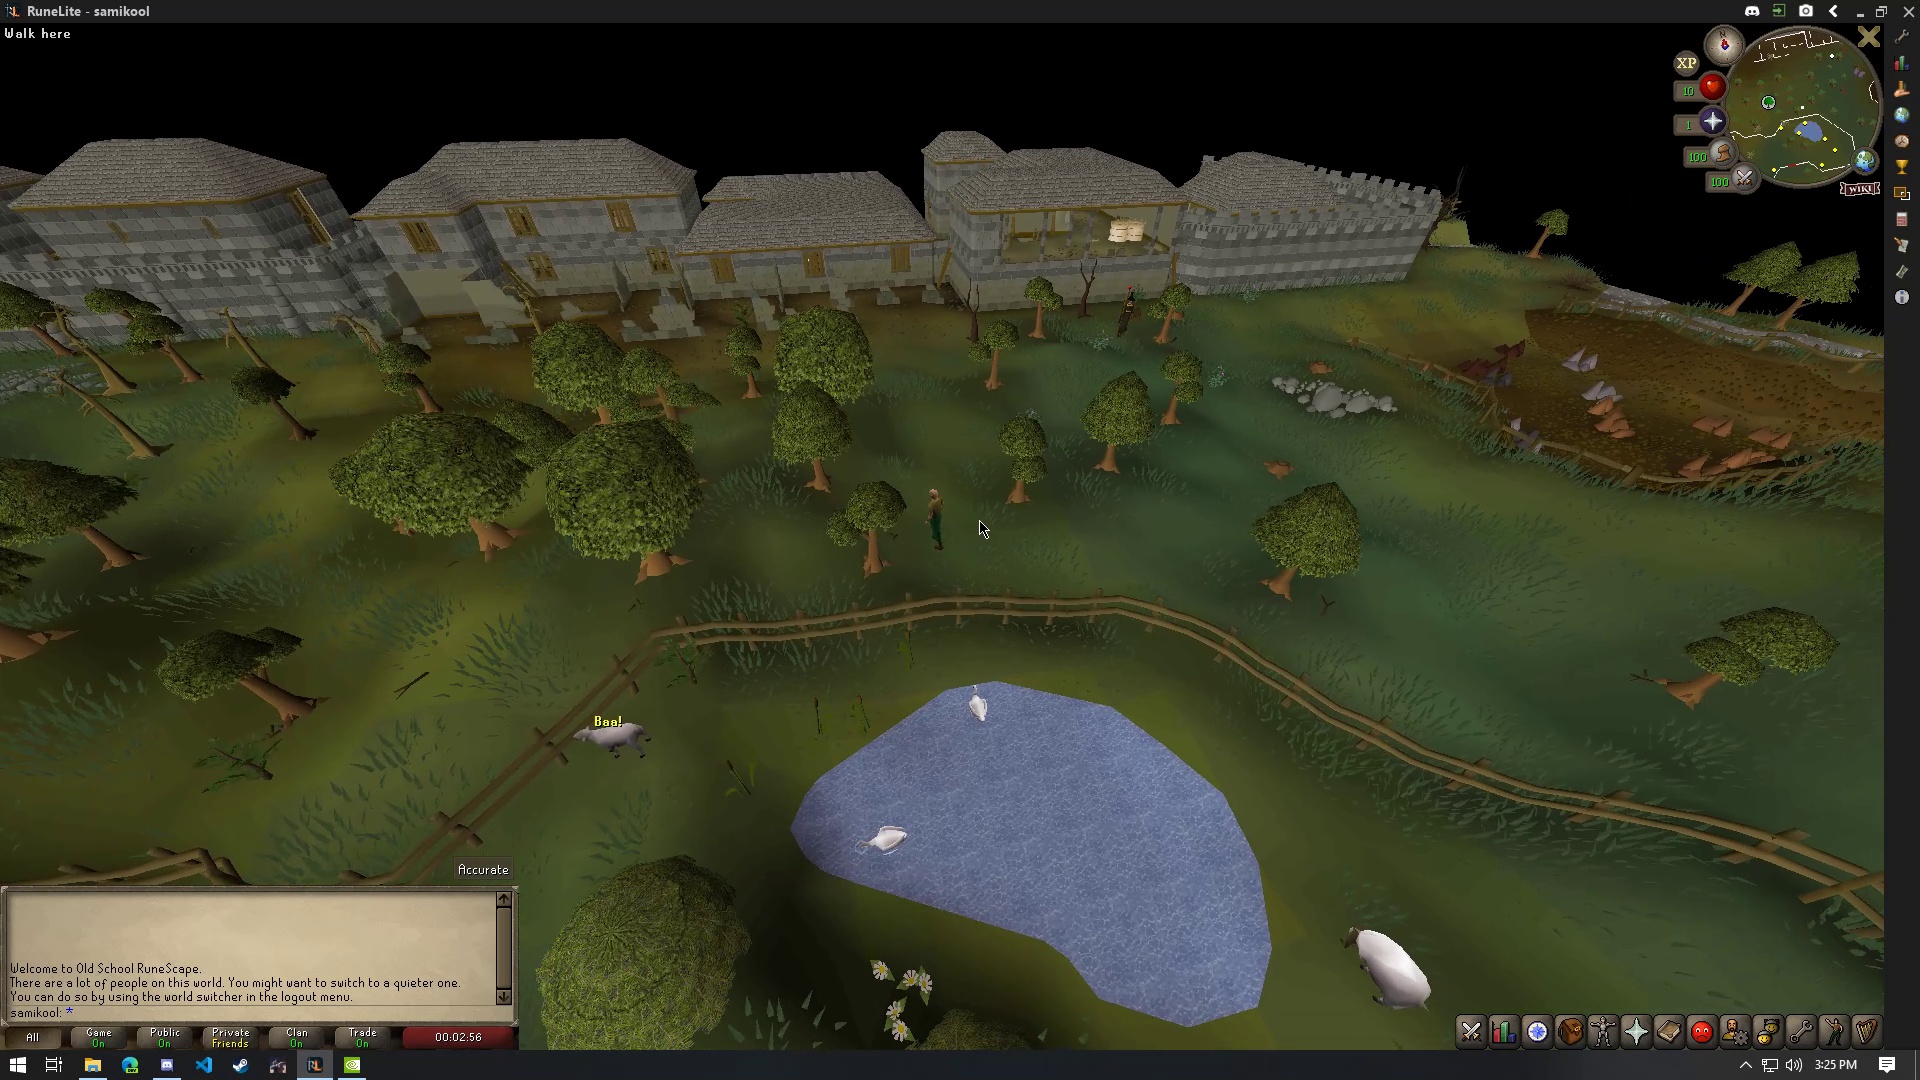 RuneLite - samikool
Walk here
N
XP
10
1
100
100
WIKI
Baa!
Accurate
Welcome to Old School RuneScape.
There are a lot of people on this world. You might want to switch to a quieter one.
You can do so by using the world switcher in the logout menu.
samikool: *
All
Game
On
Public
On
Private
Friends
Clan
On
Trade
On
00:02:56
3:25 PM